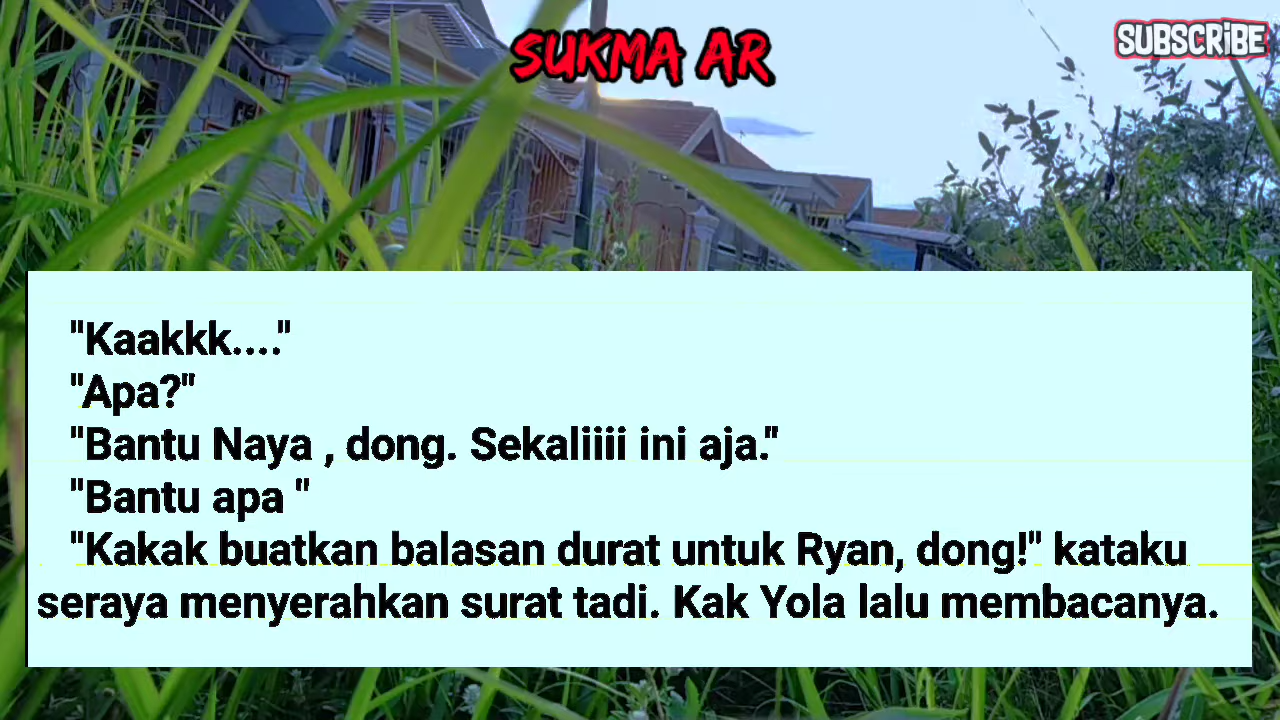 SUKMA AR
SUBSCRiBE
"Kaakkk...."
"Apa?"
"Bantu Naya , dong. Sekaliiii ini aja."
"Bantu apa "
"Kakak buatkan balasan durat untuk Ryan, dong!" kataku
seraya menyerahkan surat tadi. Kak Yola lalu membacanya.